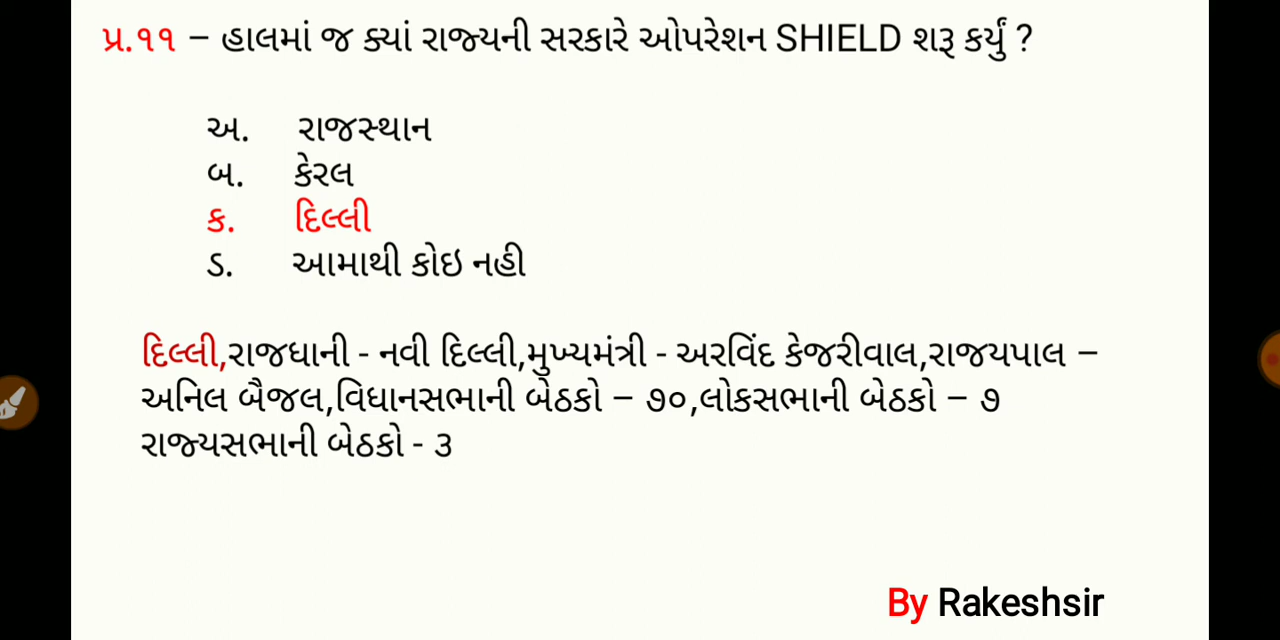 પ્ર.૧૧ – હાલમાં જ ક્યાં રાજ્યની સરકારે ઓપરેશન SHIELD શરૂ કર્યું ?
અ. રાજસ્થાન
બ. કેરલ
ક. દિલ્લી
ડ. આમાથી કોઇ નહી
દિલ્લી,રાજધાની - નવી દિલ્લી,મુખ્યમંત્રી - અરવિંદ કેજરીવાલ,રાજયપાલ –
અનિલ બૈજલ,વિધાનસભાની બેઠકો – ૭૦,લોકસભાની બેઠકો – ૭
રાજ્યસભાની બેઠકો - ૩
By Rakeshsir